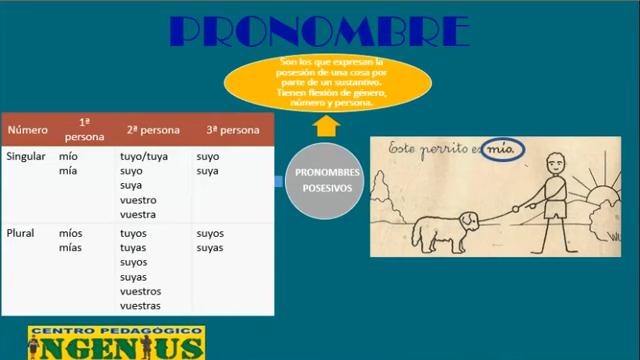 PRONOMBRE
Son los que expresan la
posesión de una cosa por
parte de un sustantivo.
Tienen flexión de género,
número y persona.
Número 1ª persona 2ª persona 3ª persona
Singular mío tuyo/tuya suyo
mía suyo suya
suya
vuestro
vuestra
Plural míos tuyos suyos
mías tuyas suyas
suyos
suyas
vuestros
vuestras
PRONOMBRES
POSESIVOS
Este perrito es mío.
CENTRO PEDAGÓGICO
INGENIUS